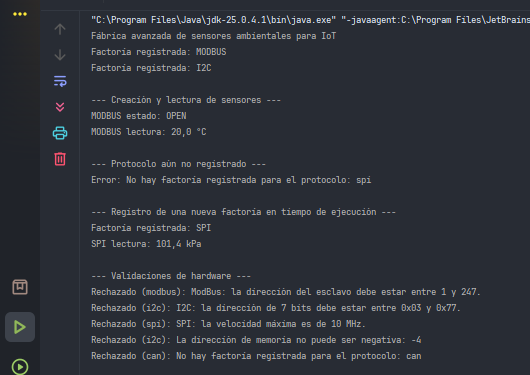 "C:\Program Files\Java\jdk-25.0.4.1\bin\java.exe" "-javaagent:C:\Program Files\JetBrains
Fábrica avanzada de sensores ambientales para IoT
Factoría registrada: MODBUS
Factoría registrada: I2C
--- Creación y lectura de sensores ---
MODBUS estado: OPEN
MODBUS lectura: 20,0 °C
--- Protocolo aún no registrado ---
Error: No hay factoría registrada para el protocolo: spi
--- Registro de una nueva factoría en tiempo de ejecución ---
Factoría registrada: SPI
SPI lectura: 101,4 kPa
--- Validaciones de hardware ---
Rechazado (modbus): ModBus: la dirección del esclavo debe estar entre 1 y 247.
Rechazado (i2c): I2C: la dirección de 7 bits debe estar entre 0x03 y 0x77.
Rechazado (spi): SPI: la velocidad máxima es de 10 MHz.
Rechazado (i2c): La dirección de memoria no puede ser negativa: -4
Rechazado (can): No hay factoría registrada para el protocolo: can